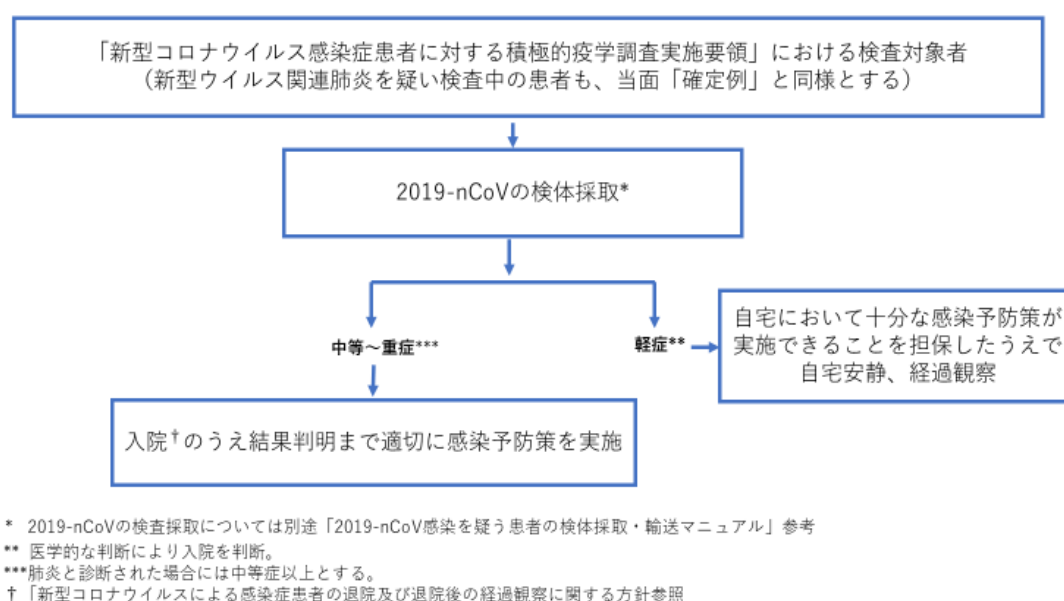 「新型コロナウイルス感染症患者に対する積極的疫学調査実施要領」における検査対象者
（新型ウイルス関連肺炎を疑い検査中の患者も、当面「確定例」と同様とする）
2019-nCoVの検体採取*
中等～重症***
軽症**
自宅において十分な感染予防策が
実施できることを担保したうえで
自宅安静、経過観察
入院†のうえ結果判明まで適切に感染予防策を実施
* 2019-nCoVの検査採取については別途「2019-nCoV感染を疑う患者の検体採取・輸送マニュアル」参考
** 医学的な判断により入院を判断。
***肺炎と診断された場合には中等症以上とする。
†「新型コロナウイルスによる感染症患者の退院及び退院後の経過観察に関する方針参照